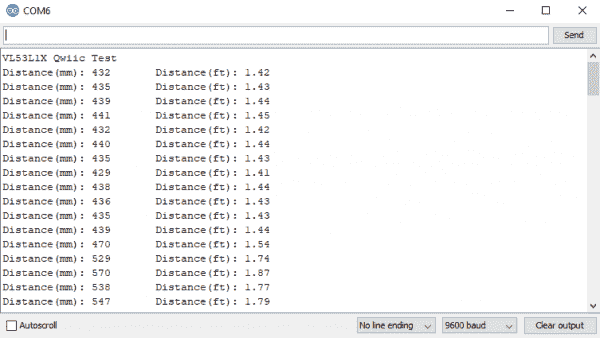 COM6
Send
VL53L1X Qwiic Test
Distance(mm): 432 Distance(ft): 1.42
Distance(mm): 435 Distance(ft): 1.43
Distance(mm): 439 Distance(ft): 1.44
Distance(mm): 441 Distance(ft): 1.45
Distance(mm): 432 Distance(ft): 1.42
Distance(mm): 440 Distance(ft): 1.44
Distance(mm): 435 Distance(ft): 1.43
Distance(mm): 429 Distance(ft): 1.41
Distance(mm): 438 Distance(ft): 1.44
Distance(mm): 436 Distance(ft): 1.43
Distance(mm): 435 Distance(ft): 1.43
Distance(mm): 439 Distance(ft): 1.44
Distance(mm): 470 Distance(ft): 1.54
Distance(mm): 529 Distance(ft): 1.74
Distance(mm): 570 Distance(ft): 1.87
Distance(mm): 538 Distance(ft): 1.77
Distance(mm): 547 Distance(ft): 1.79
Autoscroll No line ending 9600 baud Clear output